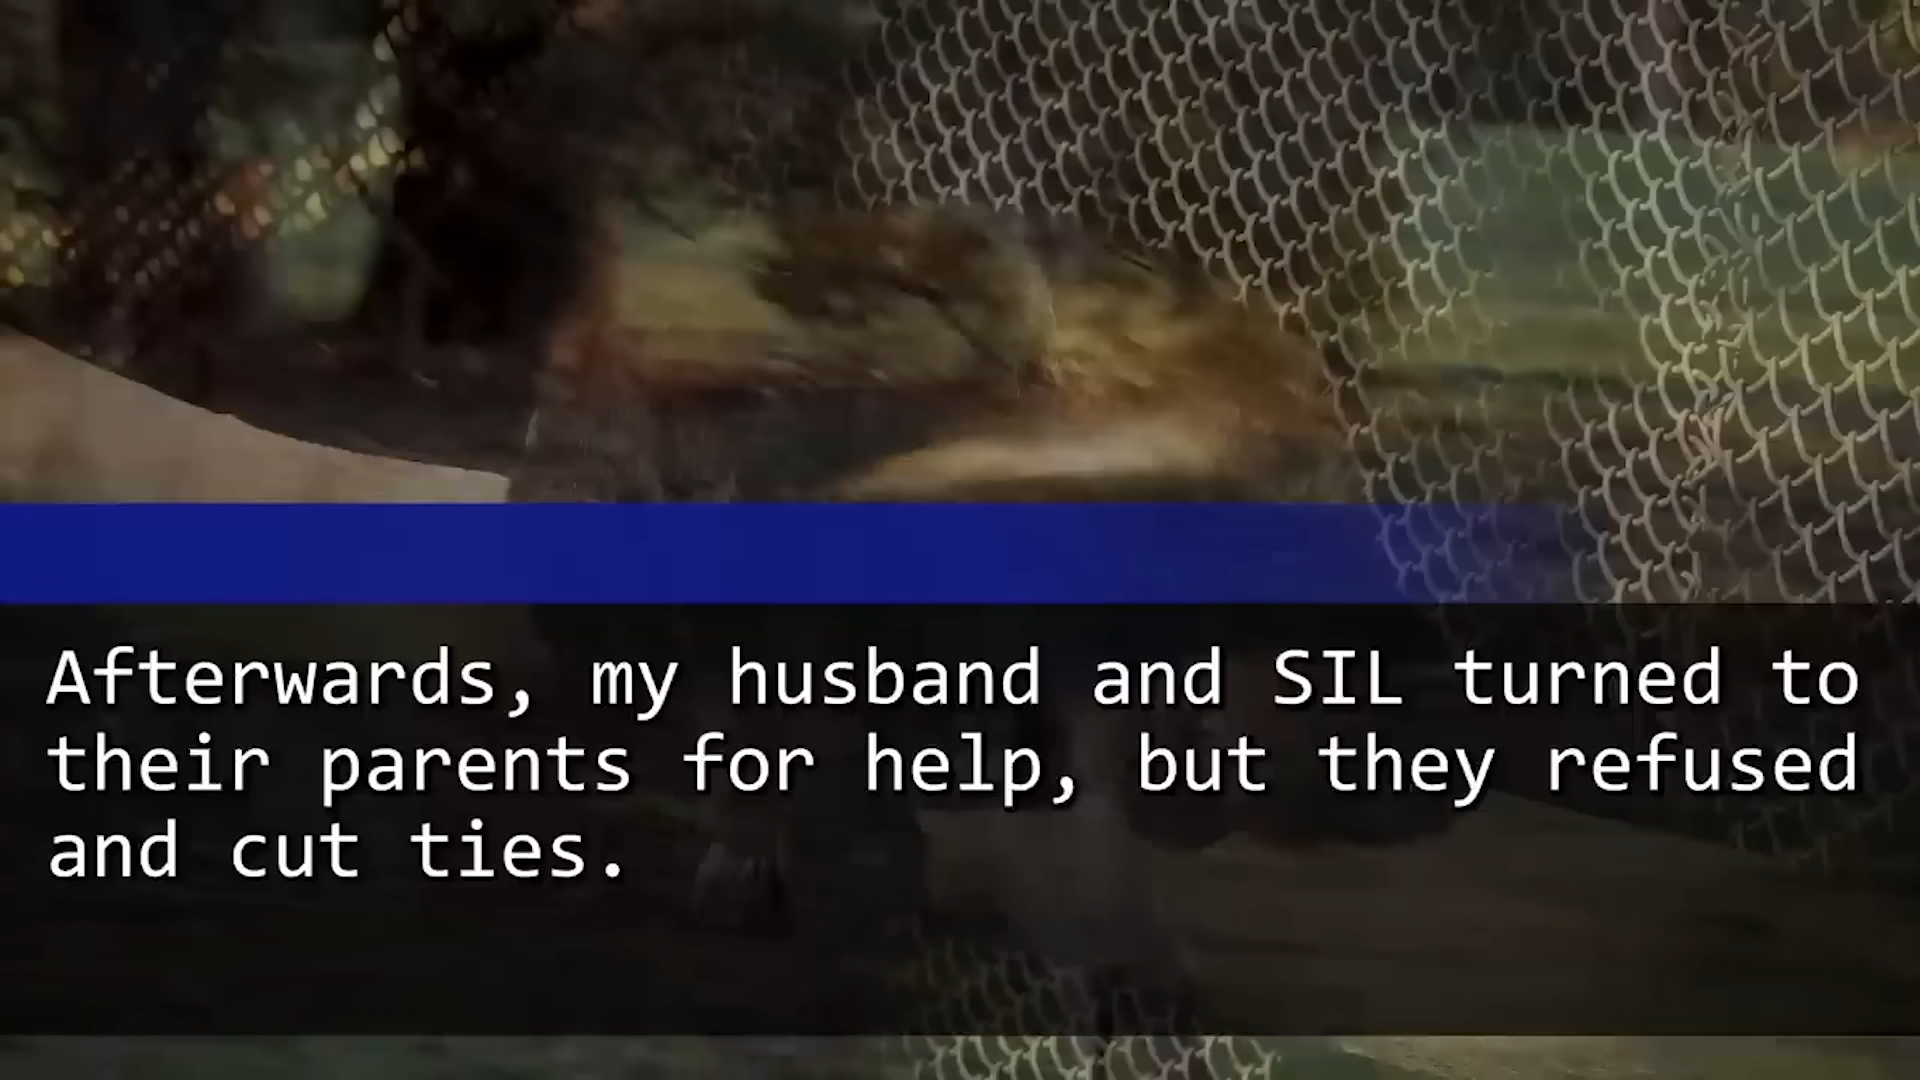 Afterwards, my husband and SIL turned to
their parents for help, but they refused
and cut ties.